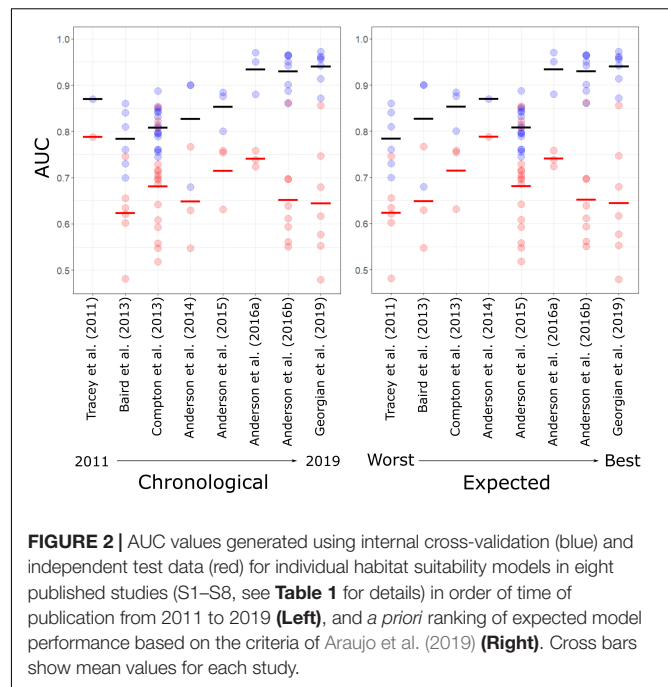 AUC
1.0
0.9
0.8
0.7
0.6
0.5
Tracey et al. (2011)
Baird et al. (2013)
Compton et al. (2013)
Anderson et al. (2014)
Anderson et al. (2015)
Anderson et al. (2016a)
Anderson et al. (2016b)
Georgian et al. (2019)
2011
2019
Chronological
1.0
0.9
0.8
0.7
0.6
0.5
Tracey et al. (2011)
Baird et al. (2013)
Compton et al. (2013)
Anderson et al. (2014)
Anderson et al. (2015)
Anderson et al. (2016a)
Anderson et al. (2016b)
Georgian et al. (2019)
Worst
Best
Expected
FIGURE 2 | AUC values generated using internal cross-validation (blue) and
independent test data (red) for individual habitat suitability models in eight
published studies (S1–S8, see Table 1 for details) in order of time of
publication from 2011 to 2019 (Left), and a priori ranking of expected model
performance based on the criteria of Araujo et al. (2019) (Right). Cross bars
show mean values for each study.